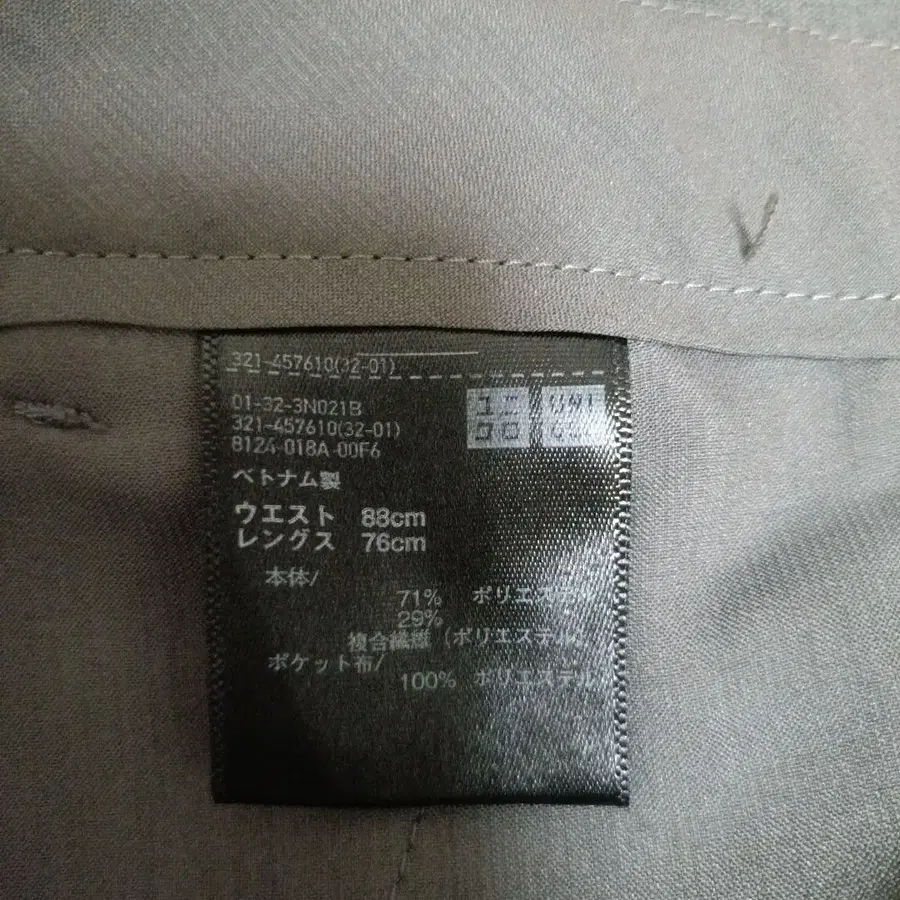 321-457610(32-01)
01-32-3N021B
321-457610(32-01)
8124-018A-00F6
ユニ
クロ
UNI
QLO
ベトナム製
ウエスト 88cm
レングス 76cm
本体/
71% ポリエステル
29%
複合繊維(ポリエステル)
ポケット布/
100% ポリエステル